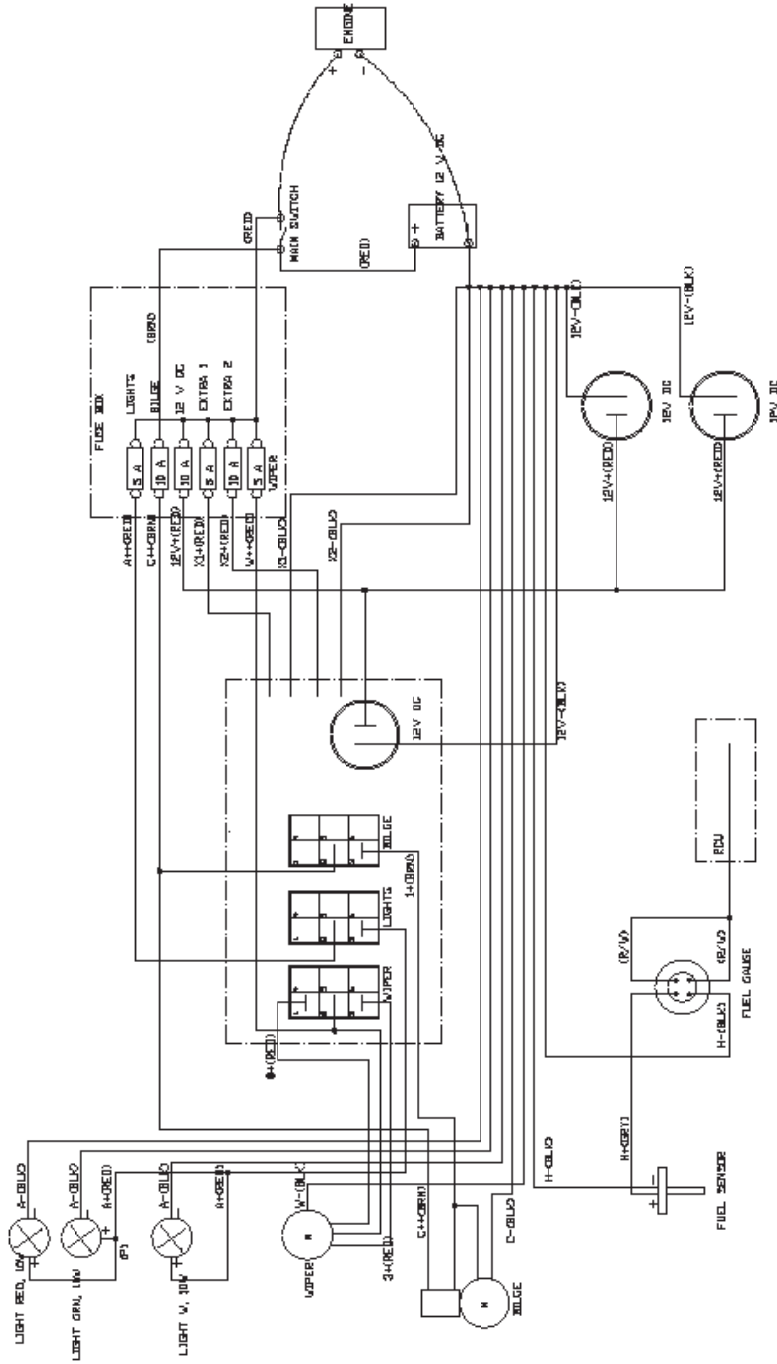 ENGINE
+
-
(RED)
MAIN SWITCH
(RED)
+
BATTERY 12 V DC
FUSE BOX
LIGHTS
(BRN)
BILGE
12 V DC
EXTRA 1
EXTRA 2
5 A
10 A
10 A
5 A
10 A
5 A
WIPER
A++(RED)
C++(BRN)
12V+(RED)
X1+(RED)
X2+(RED)
W++(RED)
X1-(BLK)
X2-(BLK)
12V-(BLK)
12V-(BLK)
12V DC
12V DC
12V+(RED)
12V+(RED)
12V DC
12V-(BLK)
BILGE
1+(BRN)
LIGHTS
WIPER
RCU
(R/W)
(R/W)
FUEL GAUGE
H-(BLK)
H+(GRY)
H-(BLK)
+ -
FUEL SENSOR
A-(BLK)
A-(BLK)
A+(RED)
A-(BLK)
A+(RED)
+
+
(P)
+
LIGHT RED, 10W
LIGHT GRN, 10W
LIGHT W, 10W
W-(BLK)
M
WIPER
3+(RED)
C++(BRN)
C-(BLK)
M
BILGE